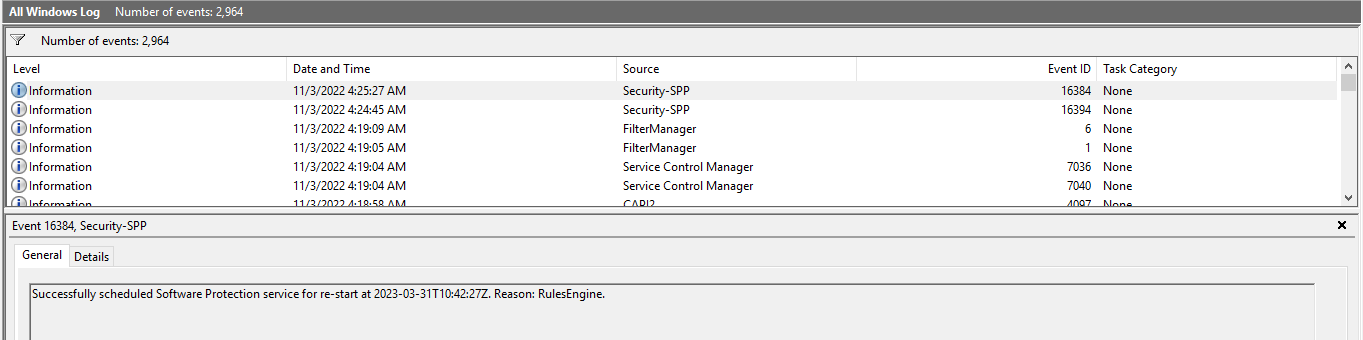 All Windows Log Number of events: 2,964
Number of events: 2,964
Level Date and Time Source Event ID Task Category
Information 11/3/2022 4:25:27 AM Security-SPP 16384 None
Information 11/3/2022 4:24:45 AM Security-SPP 16394 None
Information 11/3/2022 4:19:09 AM FilterManager 6 None
Information 11/3/2022 4:19:05 AM FilterManager 1 None
Information 11/3/2022 4:19:04 AM Service Control Manager 7036 None
Information 11/3/2022 4:19:04 AM Service Control Manager 7040 None
Information 11/3/2022 4:18:58 AM CAPI2 4097 None
Event 16384, Security-SPP
General Details
Successfully scheduled Software Protection service for re-start at 2023-03-31T10:42:27Z. Reason: RulesEngine.